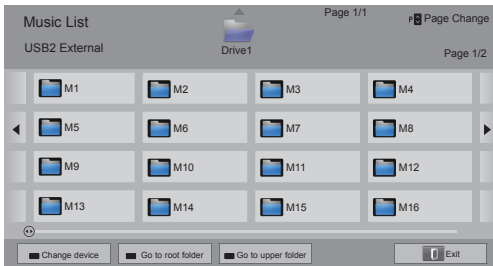 Music List
Page 1/1
P Page Change
USB2 External
Drive1
Page 1/2
M1 M2 M3 M4
M5 M6 M7 M8
M9 M10 M11 M12
M13 M14 M15 M16
Change device Go to root folder Go to upper folder Exit